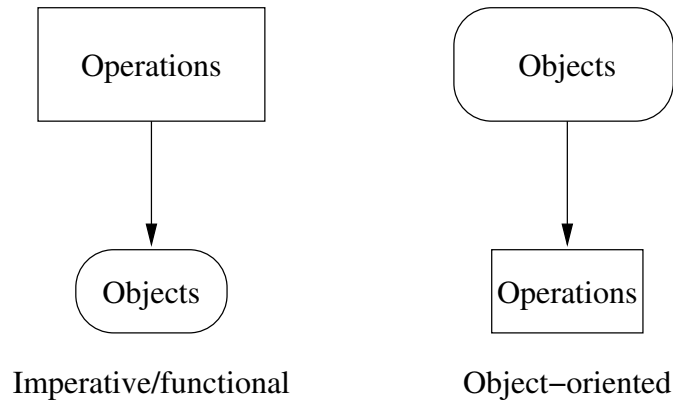 Operations
Objects
Objects
Operations
Imperative/functional
Object−oriented